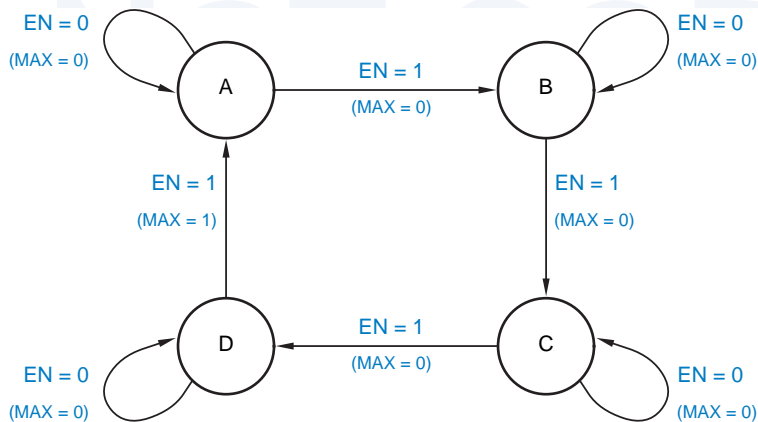 EN = 0
(MAX = 0)
A
EN = 1
(MAX = 0)
B
EN = 0
(MAX = 0)
EN = 1
(MAX = 1)
EN = 1
(MAX = 0)
D
EN = 1
(MAX = 0)
C
EN = 0
(MAX = 0)
EN = 0
(MAX = 0)